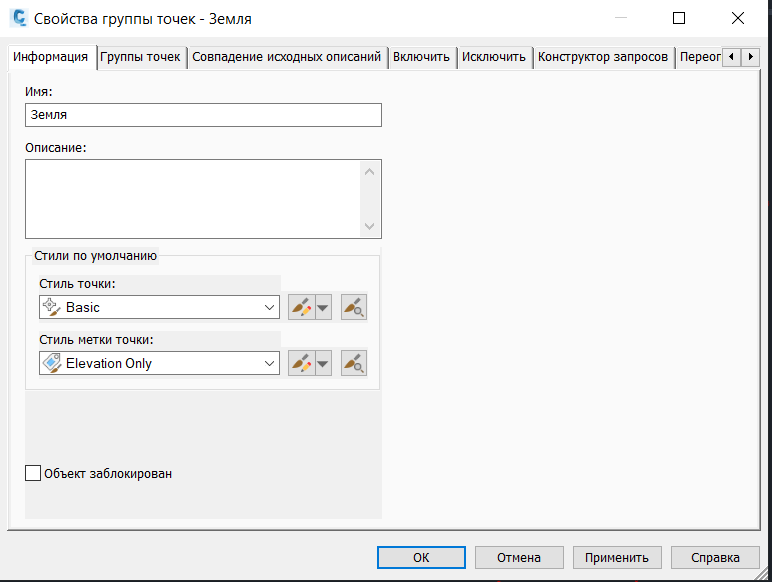 Свойства группы точек - Земля
Информация Группы точек Совпадение исходных описаний Включить Исключить Конструктор запросов Переог
Имя:
Земля
Описание:
Стили по умолчанию
Стиль точки:
Basic
Стиль метки точки:
Elevation Only
Объект заблокирован
ОК Отмена Применить Справка